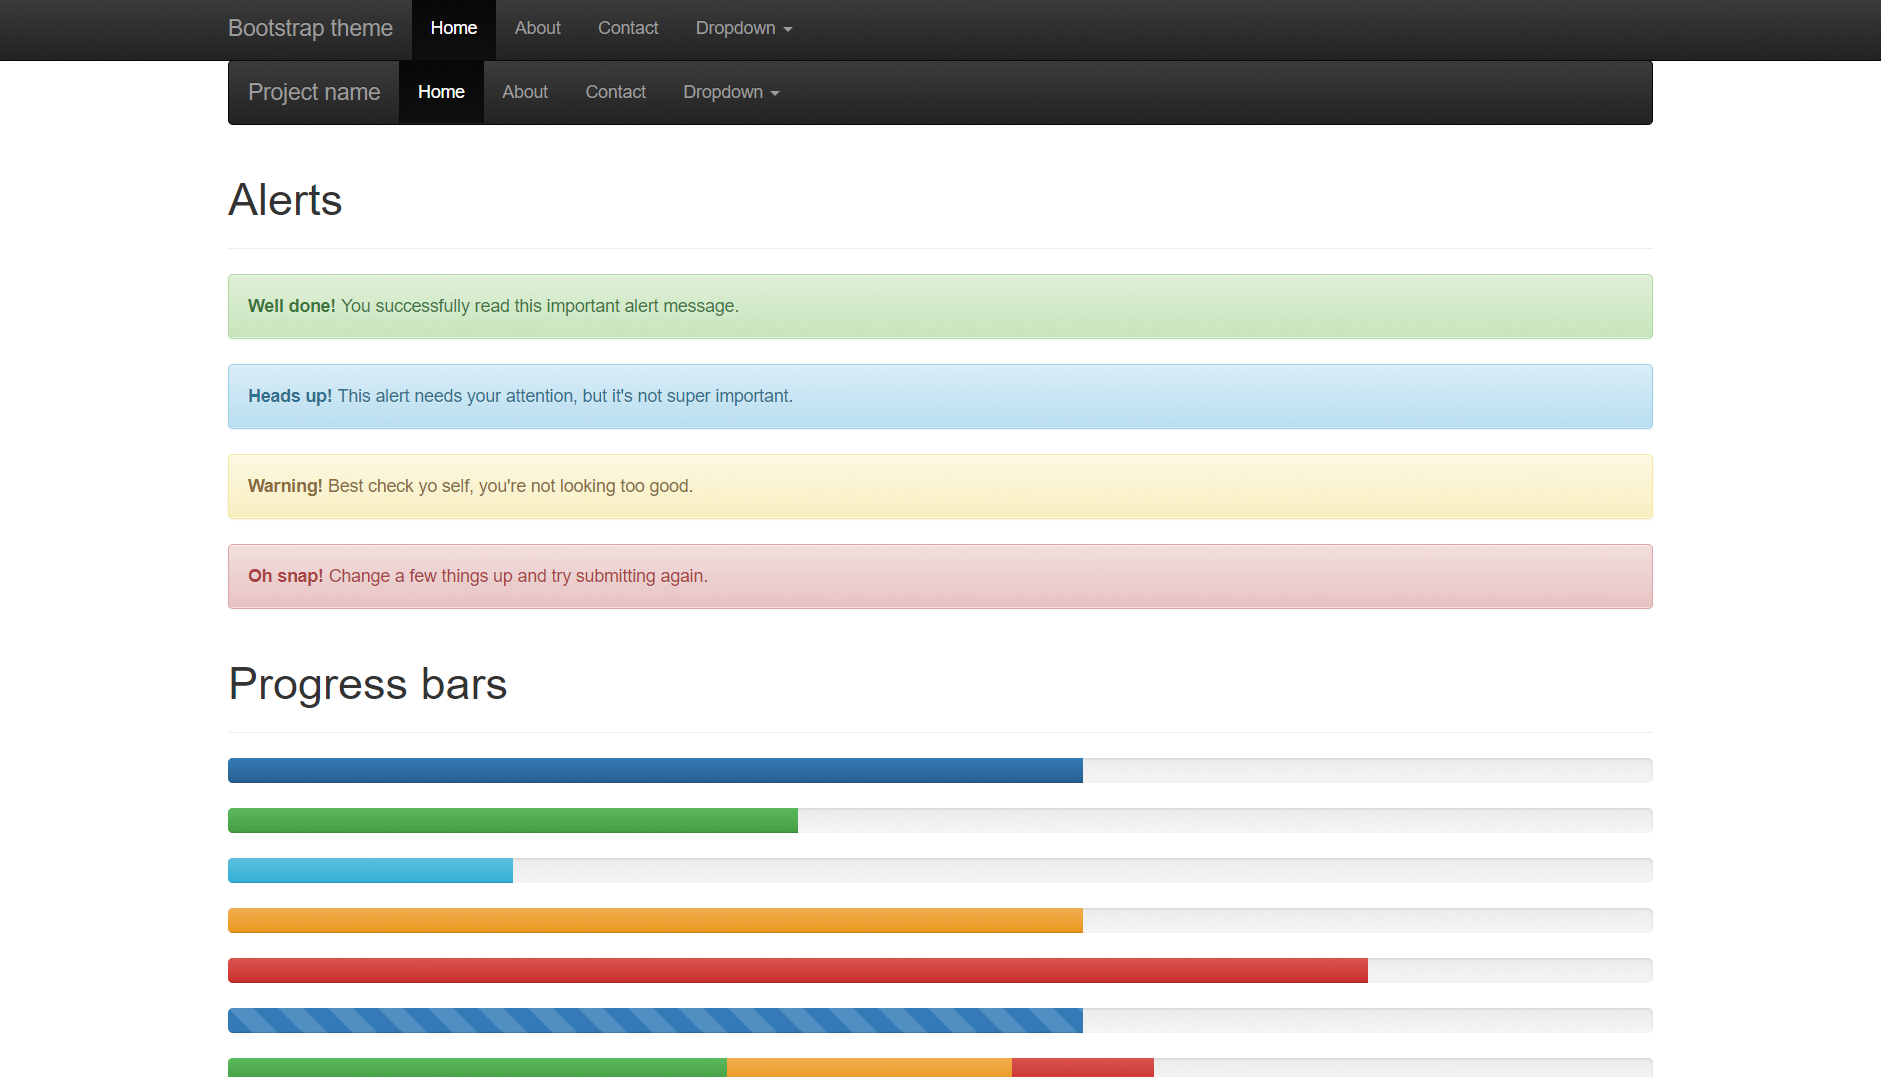 Bootstrap theme Home About Contact Dropdown
Project name Home About Contact Dropdown
Alerts
Well done! You successfully read this important alert message.
Heads up! This alert needs your attention, but it's not super important.
Warning! Best check yo self, you're not looking too good.
Oh snap! Change a few things up and try submitting again.
Progress bars